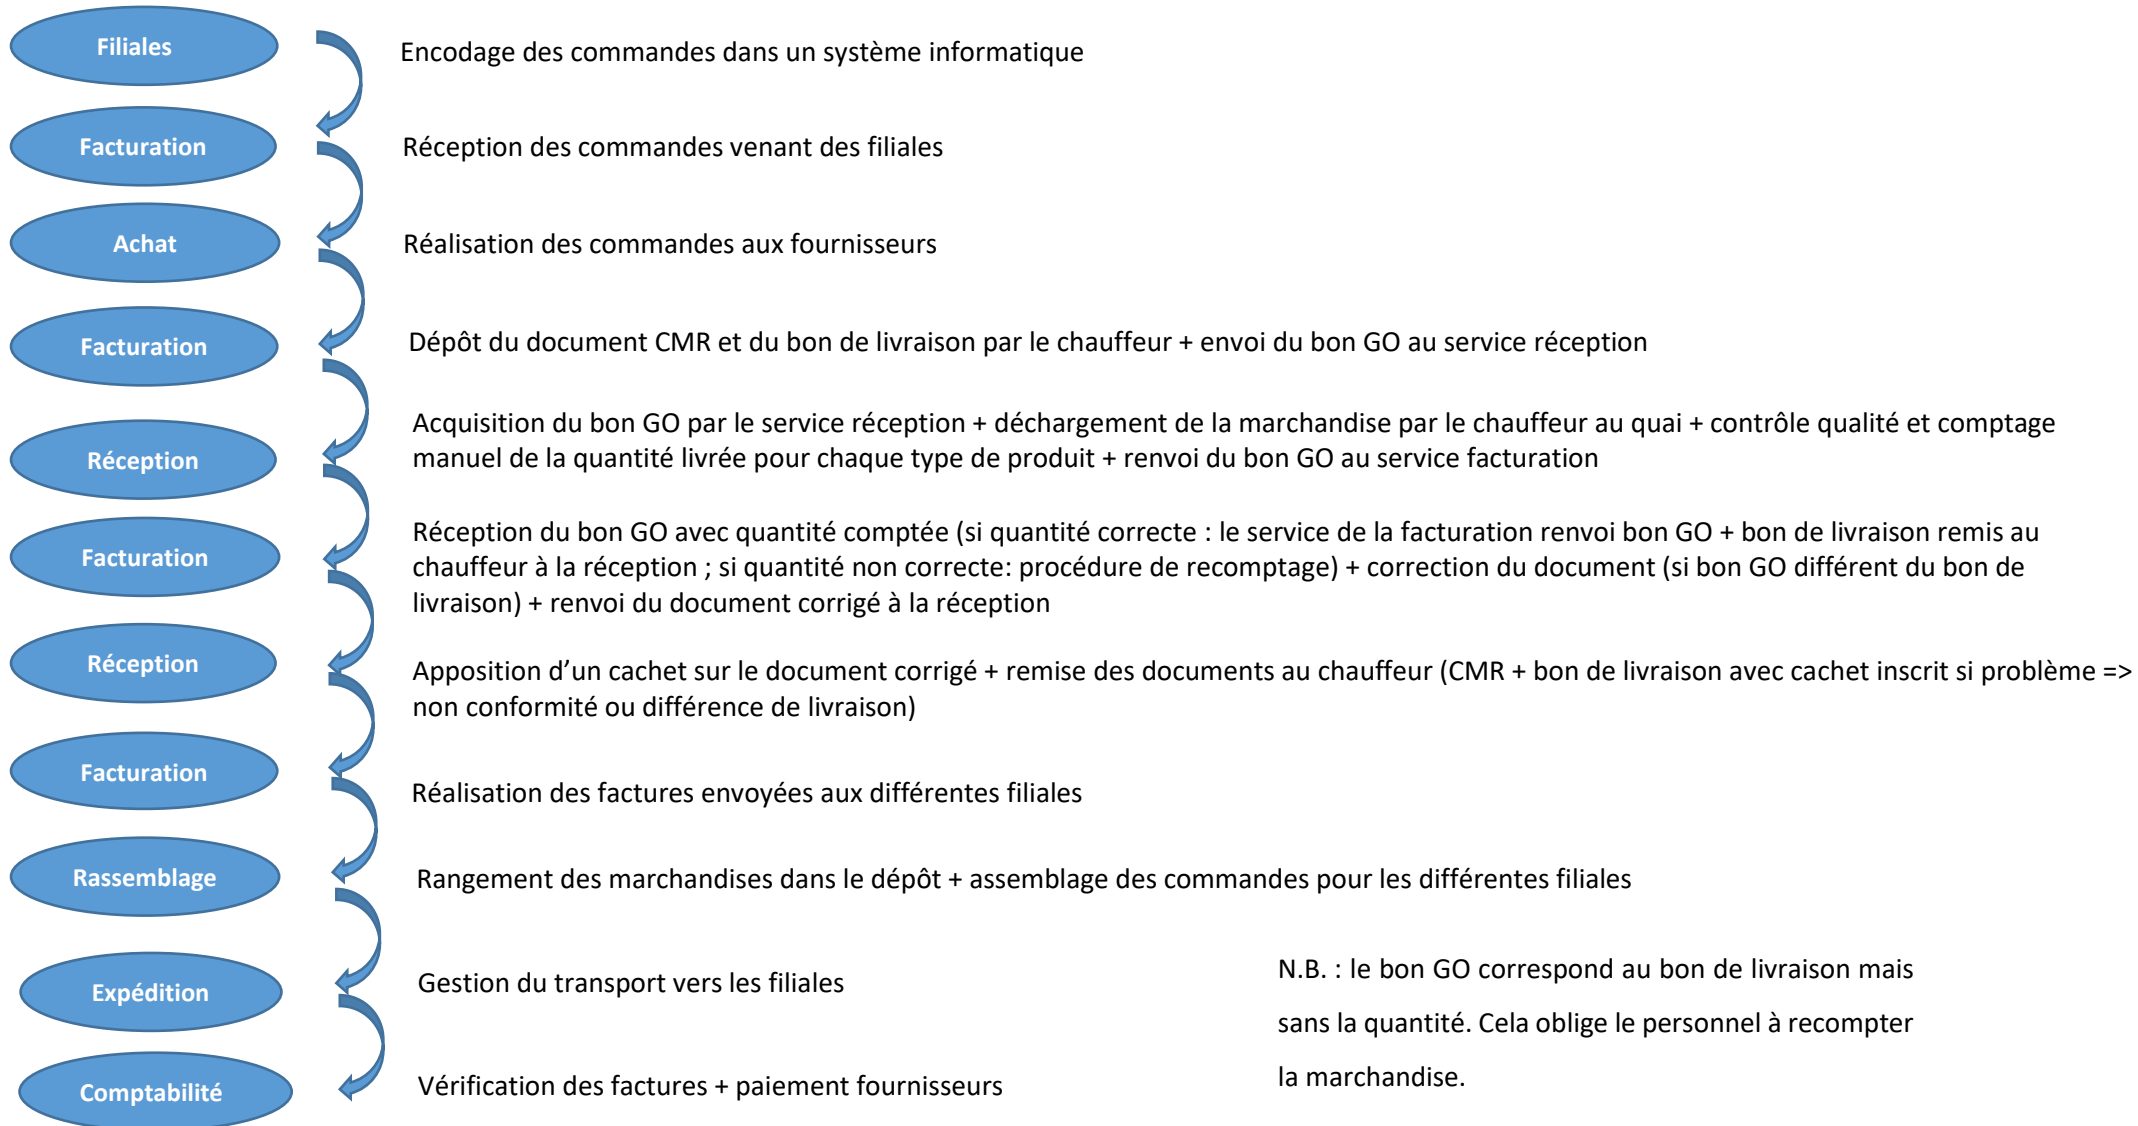 Filiales
Encodage des commandes dans un système informatique
Facturation
Réception des commandes venant des filiales
Achat
Réalisation des commandes aux fournisseurs
Facturation
Dépôt du document CMR et du bon de livraison par le chauffeur + envoi du bon GO au service réception
Réception
Acquisition du bon GO par le service réception + déchargement de la marchandise par le chauffeur au quai + contrôle qualité et comptage
manuel de la quantité livrée pour chaque type de produit + renvoi du bon GO au service facturation
Facturation
Réception du bon GO avec quantité comptée (si quantité correcte : le service de la facturation renvoi bon GO + bon de livraison remis au
chauffeur à la réception ; si quantité non correcte: procédure de recomptage) + correction du document (si bon GO différent du bon de
livraison) + renvoi du document corrigé à la réception
Réception
Apposition d’un cachet sur le document corrigé + remise des documents au chauffeur (CMR + bon de livraison avec cachet inscrit si problème =>
non conformité ou différence de livraison)
Facturation
Réalisation des factures envoyées aux différentes filiales
Rassemblage
Rangement des marchandises dans le dépôt + assemblage des commandes pour les différentes filiales
Expédition
Gestion du transport vers les filiales
Comptabilité
Vérification des factures + paiement fournisseurs
N.B. : le bon GO correspond au bon de livraison mais
sans la quantité. Cela oblige le personnel à recompter
la marchandise.